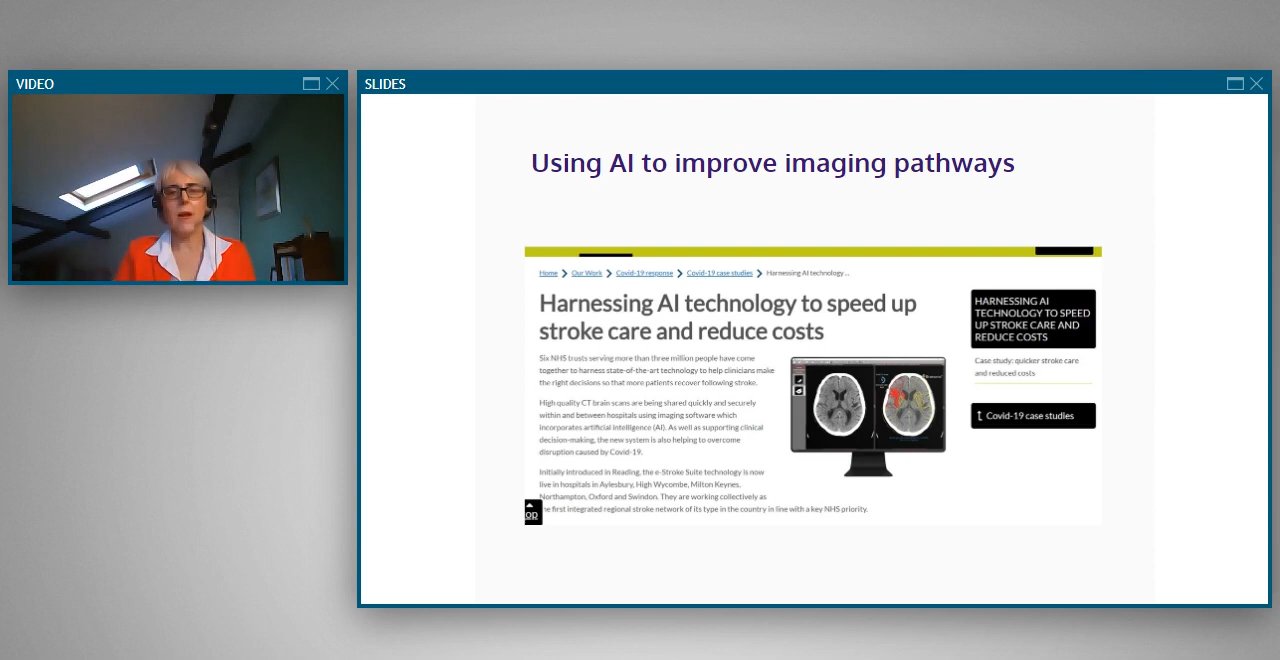 VIDEO
SLIDES
Using AI to improve imaging pathways
Home Our Work Covid-19 response Covid-19 case studies Harnessing AI technology ...
Harnessing AI technology to speed up
stroke care and reduce costs
Six NHS trusts serving more than three million people have come
together to harness state-of-the-art technology to help clinicians make
the right decisions so that more patients recover following stroke.
High quality CT brain scans are being shared quickly and securely
within and between hospitals using imaging software which
incorporates artificial intelligence (AI). As well as supporting clinical
decision-making, the new system is also helping to overcome
disruption caused by Covid-19.
Initially introduced in Reading, the e-Stroke Suite technology is now
live in hospitals in Aylesbury, High Wycombe, Milton Keynes,
Northampton, Oxford and Swindon. They are working collectively as
he first integrated regional stroke network of its type in the country in line with a key NHS priority.
op
HARNESSING AI
TECHNOLOGY TO SPEED
UP STROKE CARE AND
REDUCE COSTS
Case study: quicker stroke care
and reduced costs
Covid-19 case studies